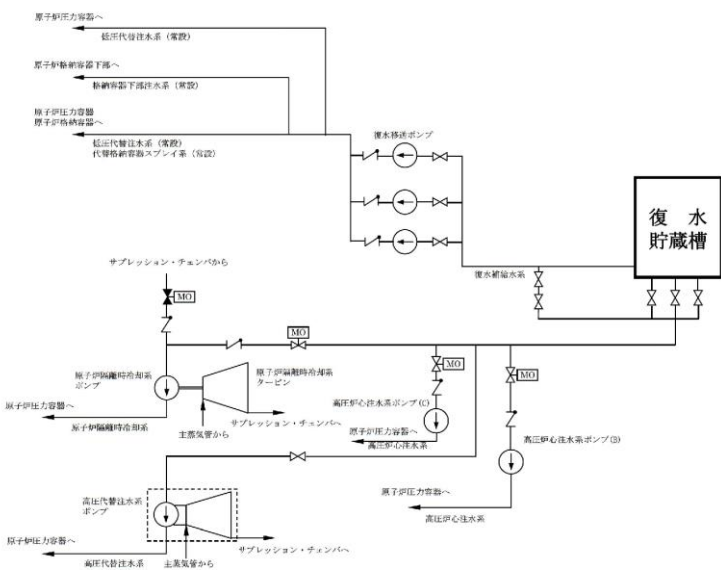 原子炉圧力容器へ
低圧代替注水系(常設)
原子炉格納容器下部へ
格納容器下部注水系(常設)
原子炉圧力容器
原子炉格納容器へ
低圧代替注水系(常設)
代替格納容器スプレイ系(常設)
復水移送ポンプ
復水
貯蔵槽
復水補給水系
サプレッション・チェンバから
MO
MO
MO
MO
原子炉隔離時冷却系
ポンプ
原子炉隔離時冷却系
タービン
原子炉圧力容器へ
原子炉隔離時冷却系
主蒸気管から
サプレッション・チェンバへ
高圧炉心注水系ポンプ(C)
原子炉圧力容器へ
高圧炉心注水系
高圧炉心注水系ポンプ(B)
原子炉圧力容器へ
高圧炉心注水系
高圧代替注水系
ポンプ
原子炉圧力容器へ
高圧代替注水系
主蒸気管から
サプレッション・チェンバへ